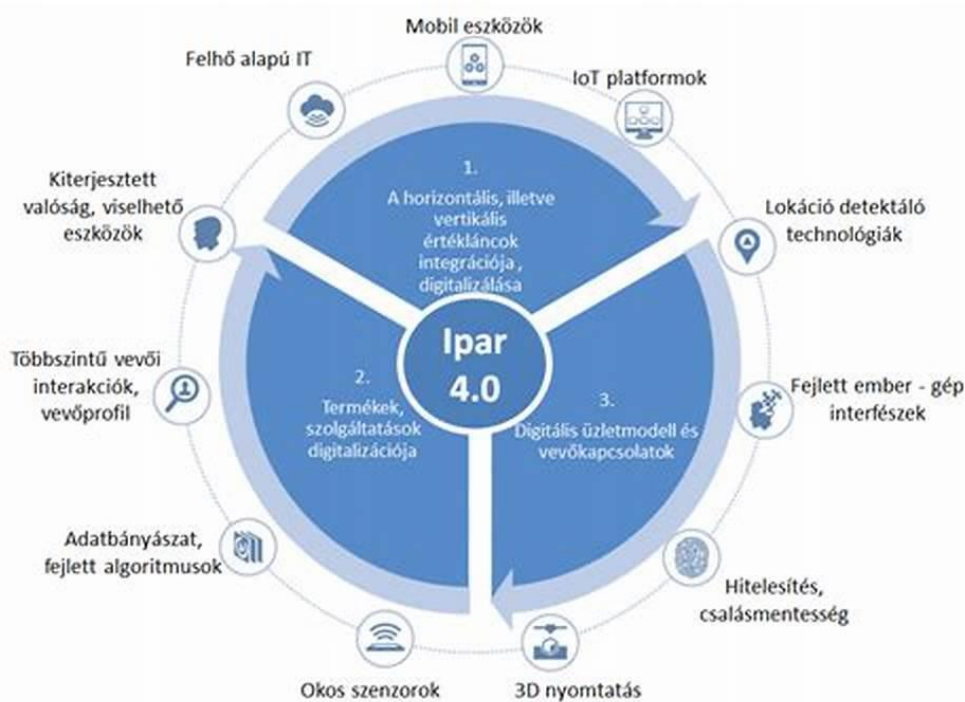 Mobil eszközök
Felhő alapú IT
IoT platformok
Kiterjesztett
valóság, viselhető
eszközök
Lokáció detektáló
technológiák
1.
A horizontális, illetve
vertikális
értékláncok
integrációja ,
digitalizálása
Ipar
4.0
Többszintű vevői
interakciók,
vevőprofil
2.
Termékek,
szolgáltatások
digitalizációja
3.
Digitális üzletmodell és
vevőkapcsolatok
Fejlett ember - gép
interfészek
Adatbányászat,
fejlett algoritmusok
Hitelesítés,
csalásmentesség
Okos szenzorok
3D nyomtatás